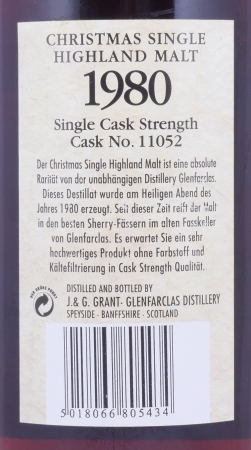 CHRISTMAS SINGLE
HIGHLAND MALT
1980
Single Cask Strength
Cask No. 11052
Der Christmas Single Highland Malt ist eine absolute
Rarität von der unabhängigen Distillery Glenfarclas.
Dieses Destillat wurde am Heiligen Abend des
Jahres 1980 erzeugt. Seit dieser Zeit reift der Malt
in den besten Sherry-Fässern im alten Fasskeller
von Glenfarclas. Es erwartet Sie ein sehr
hochwertiges Produkt ohne Farbstoff und
Kältefiltrierung in Cask Strength Qualität.
DISTILLED AND BOTTLED BY
J.& G. GRANT· GLENFARCLAS DISTILLERY
SPEYSIDE · BANFFSHIRE · SCOTLAND
DER GRÜNE PUNKT
5 018066 805434